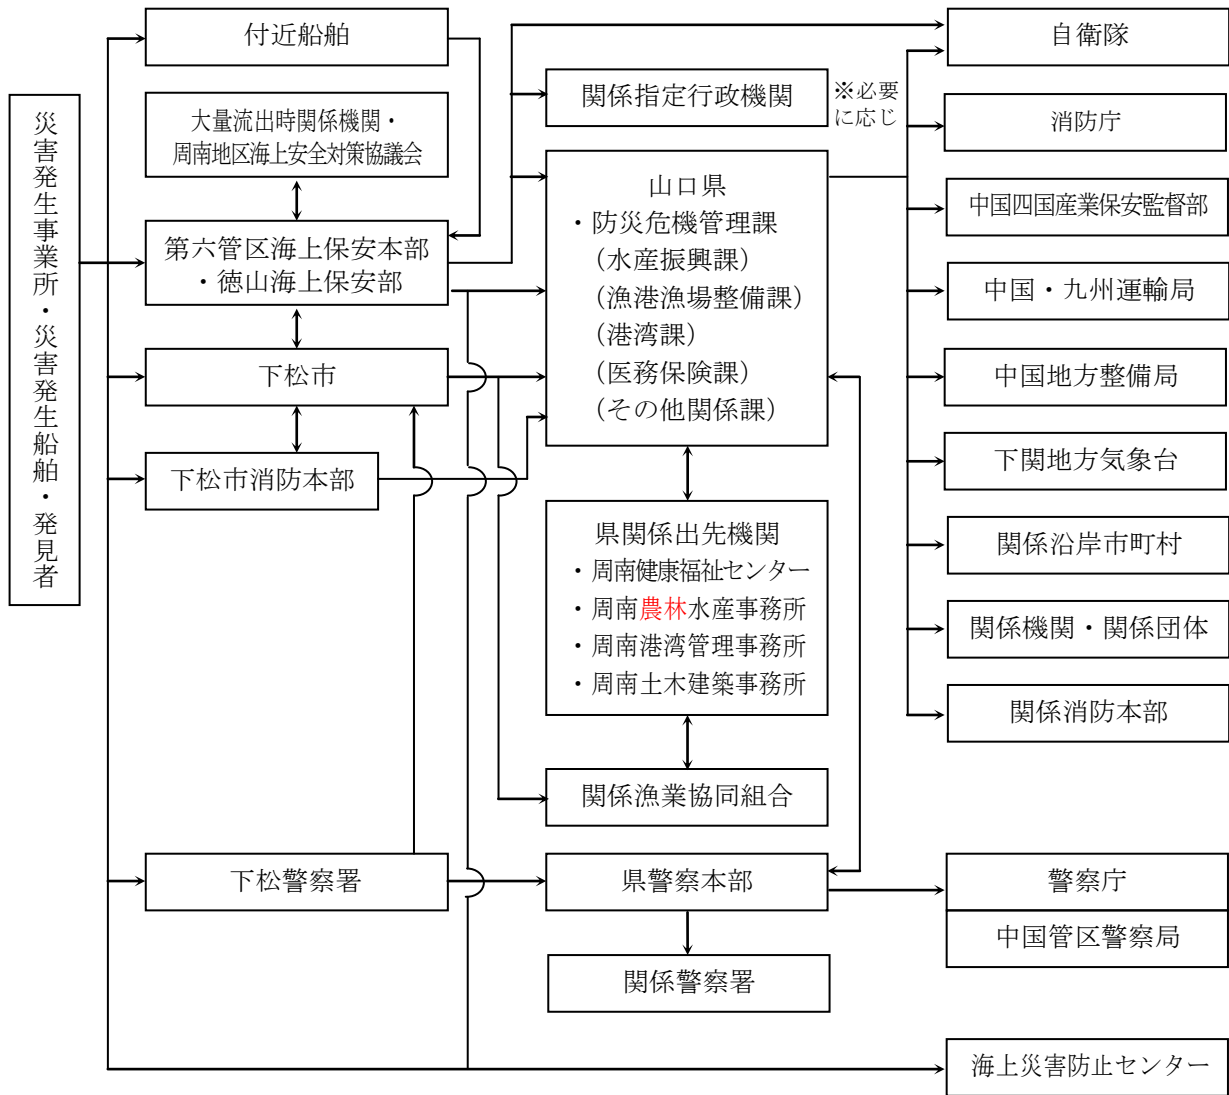 災害発生事業所・災害発生船舶・発見者
付近船舶
大量流出時関係機関・
周南地区海上安全対策協議会
第六管区海上保安本部
・徳山海上保安部
下松市
下松市消防本部
下松警察署
関係指定行政機関
※必要
に応じ
山口県
・防災危機管理課
（水産振興課）
（漁港漁場整備課）
（港湾課）
（医務保険課）
（その他関係課）
県関係出先機関
・周南健康福祉センター
・周南農林水産事務所
・周南港湾管理事務所
・周南土木建築事務所
関係漁業協同組合
県警察本部
関係警察署
自衛隊
消防庁
中国四国産業保安監督部
中国・九州運輸局
中国地方整備局
下関地方気象台
関係沿岸市町村
関係機関・関係団体
関係消防本部
警察庁
中国管区警察局
海上災害防止センター